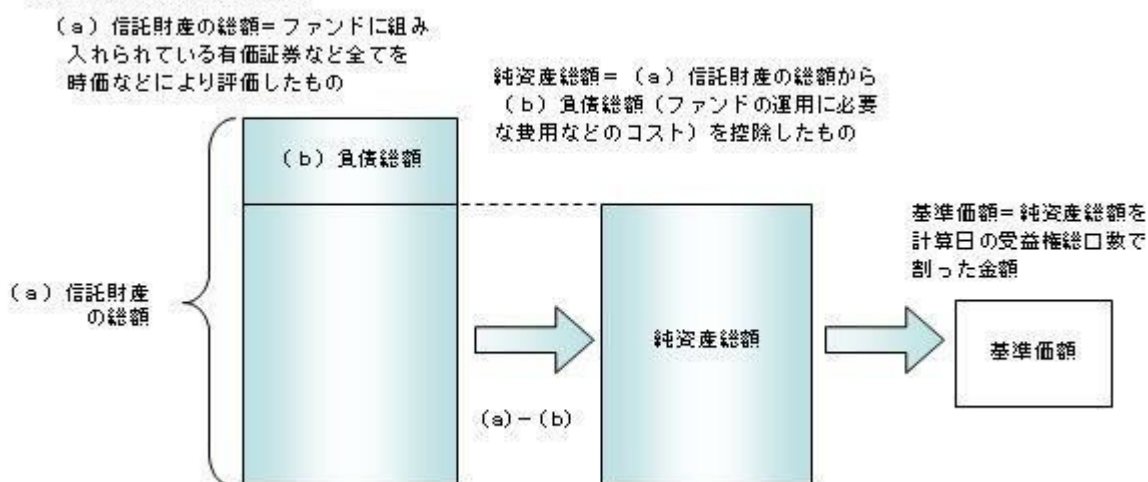 (a)信託財産の総額=ファンドに組み
入れられている有価証券など全てを
時価などにより評価したもの
純資産総額=(a)信託財産の総額から
(b)負債総額(ファンドの運用に必要
な費用などのコスト)を控除したもの
(b)負債総額
基準価額=純資産総額を
計算日の受益権総口数で
割った金額
(a)信託財産
の総額
純資産総額
基準価額
(a)-(b)